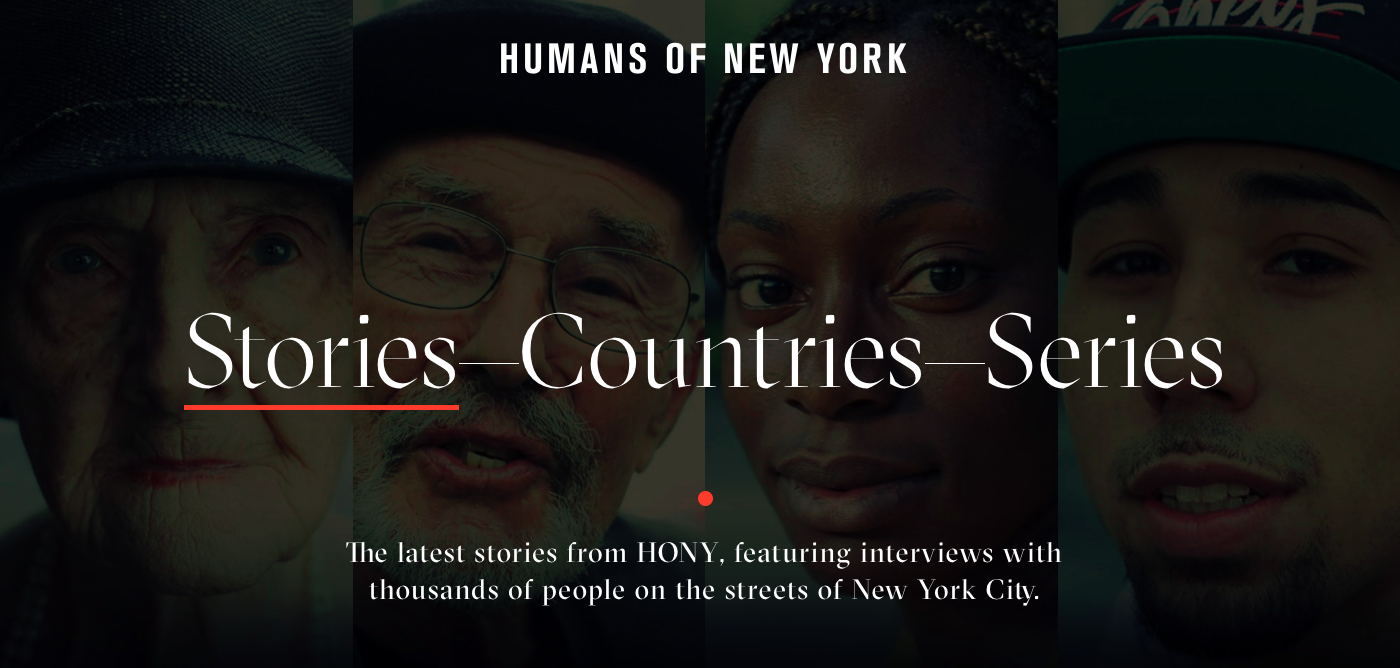 HUMANS OF NEW YORK
Stories—Countries—Series
The latest stories from HONY, featuring interviews with
thousands of people on the streets of New York City.